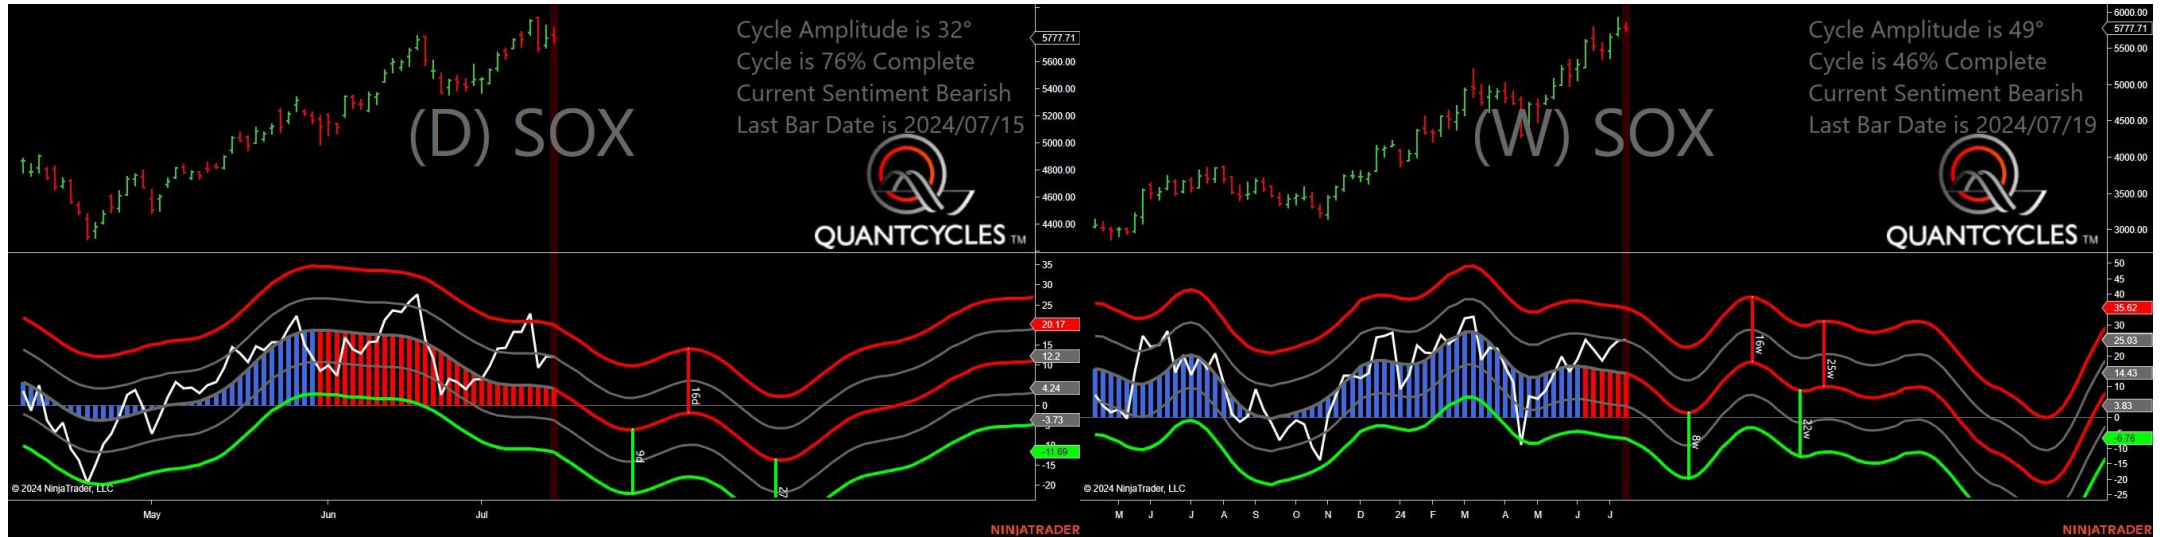 Cycle Amplitude is 32°
Cycle is 76% Complete
Current Sentiment Bearish
Last Bar Date is 2024/07/15
(D) SOX
QUANTCYCLES TM
5777.71
5600.00
5400.00
5200.00
5000.00
4800.00
4600.00
4400.00
35
30
25
20.17
15
12.2
10
4.24
0
-3.73
-10
-11.69
-15
-20
16d
9d
27
© 2024 NinjaTrader, LLC
May
Jun
Jul
NINJATRADER
Cycle Amplitude is 49°
Cycle is 46% Complete
Current Sentiment Bearish
Last Bar Date is 2024/07/19
(W) SOX
QUANTCYCLES TM
6000.00
5777.71
5500.00
5000.00
4500.00
4000.00
3500.00
3000.00
50
45
40
35.62
30
25.03
20
14.43
10
3.83
0
-6.76
-10
-15
-20
-25
16w
25w
8w
22w
© 2024 NinjaTrader, LLC
M J J A S O N D 24 F M A M J J
NINJATRADER